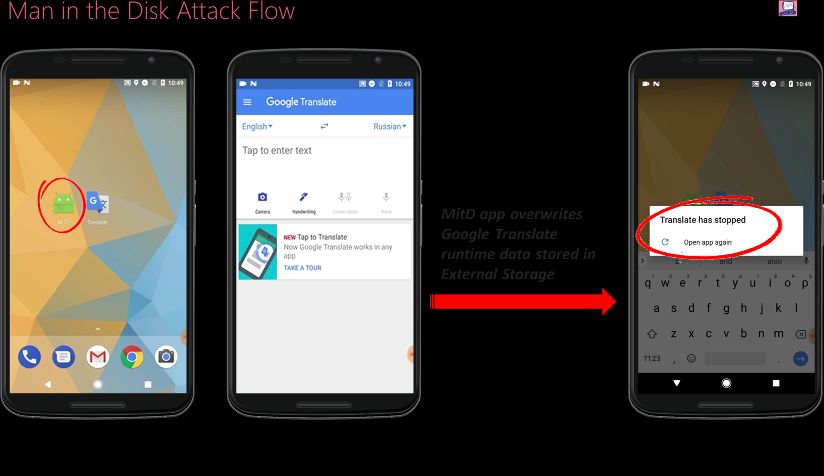 Man in the Disk Attack Flow
10:49
MitD
Translate
10:49
Google Translate
English
Russian
Tap to enter text
Camera
Handwriting
Conversation
Voice
NEW Tap to Translate
Now Google Translate works in any
app
TAKE A TOUR
MitD app overwrites
Google Translate
runtime data stored in
External Storage
10:49
Translate has stopped
Open app again
and
also
q w e r t y u i o p
a s d f g h j k l
z x c v b n m
?123 , .